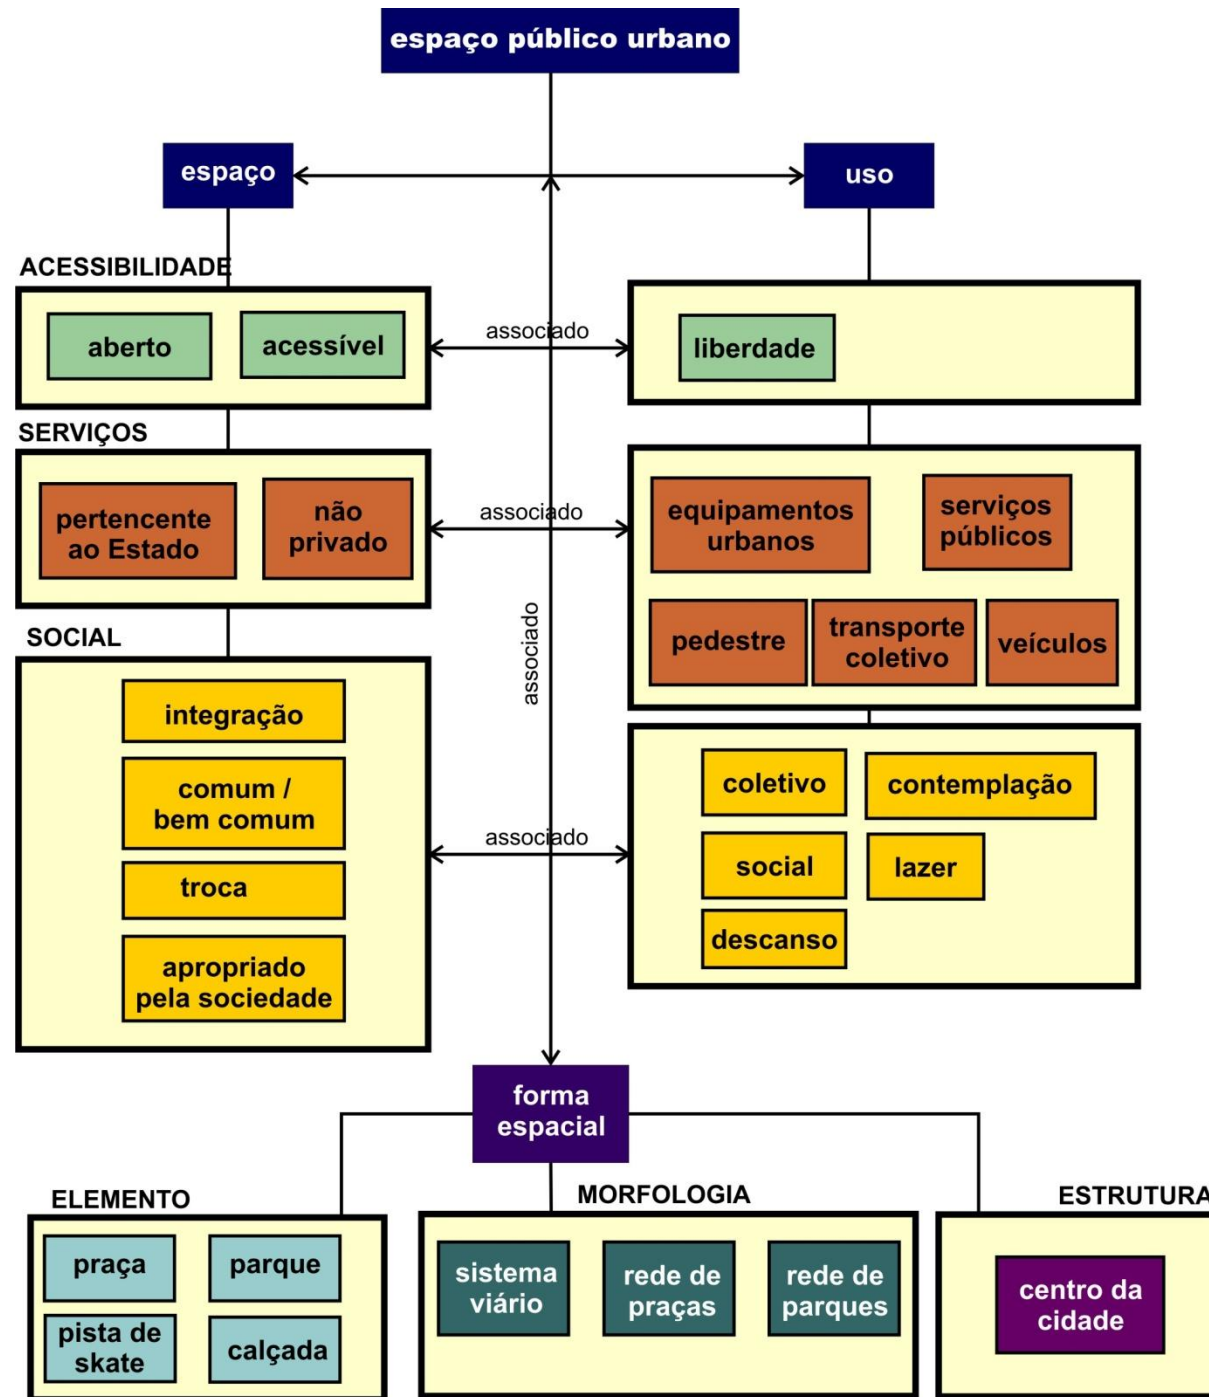 espaço público urbano
espaço
uso
ACESSIBILIDADE
aberto
acessível
associado
liberdade
SERVIÇOS
pertencente
ao Estado
não
privado
associado
equipamentos
urbanos
serviços
públicos
pedestre
transporte
coletivo
veículos
associado
SOCIAL
integração
comum /
bem comum
troca
apropriado
pela sociedade
associado
coletivo
contemplação
social
lazer
descanso
forma
espacial
ELEMENTO
praça
parque
pista de
skate
calçada
MORFOLOGIA
sistema
viário
rede de
praças
rede de
parques
ESTRUTURA
centro da
cidade